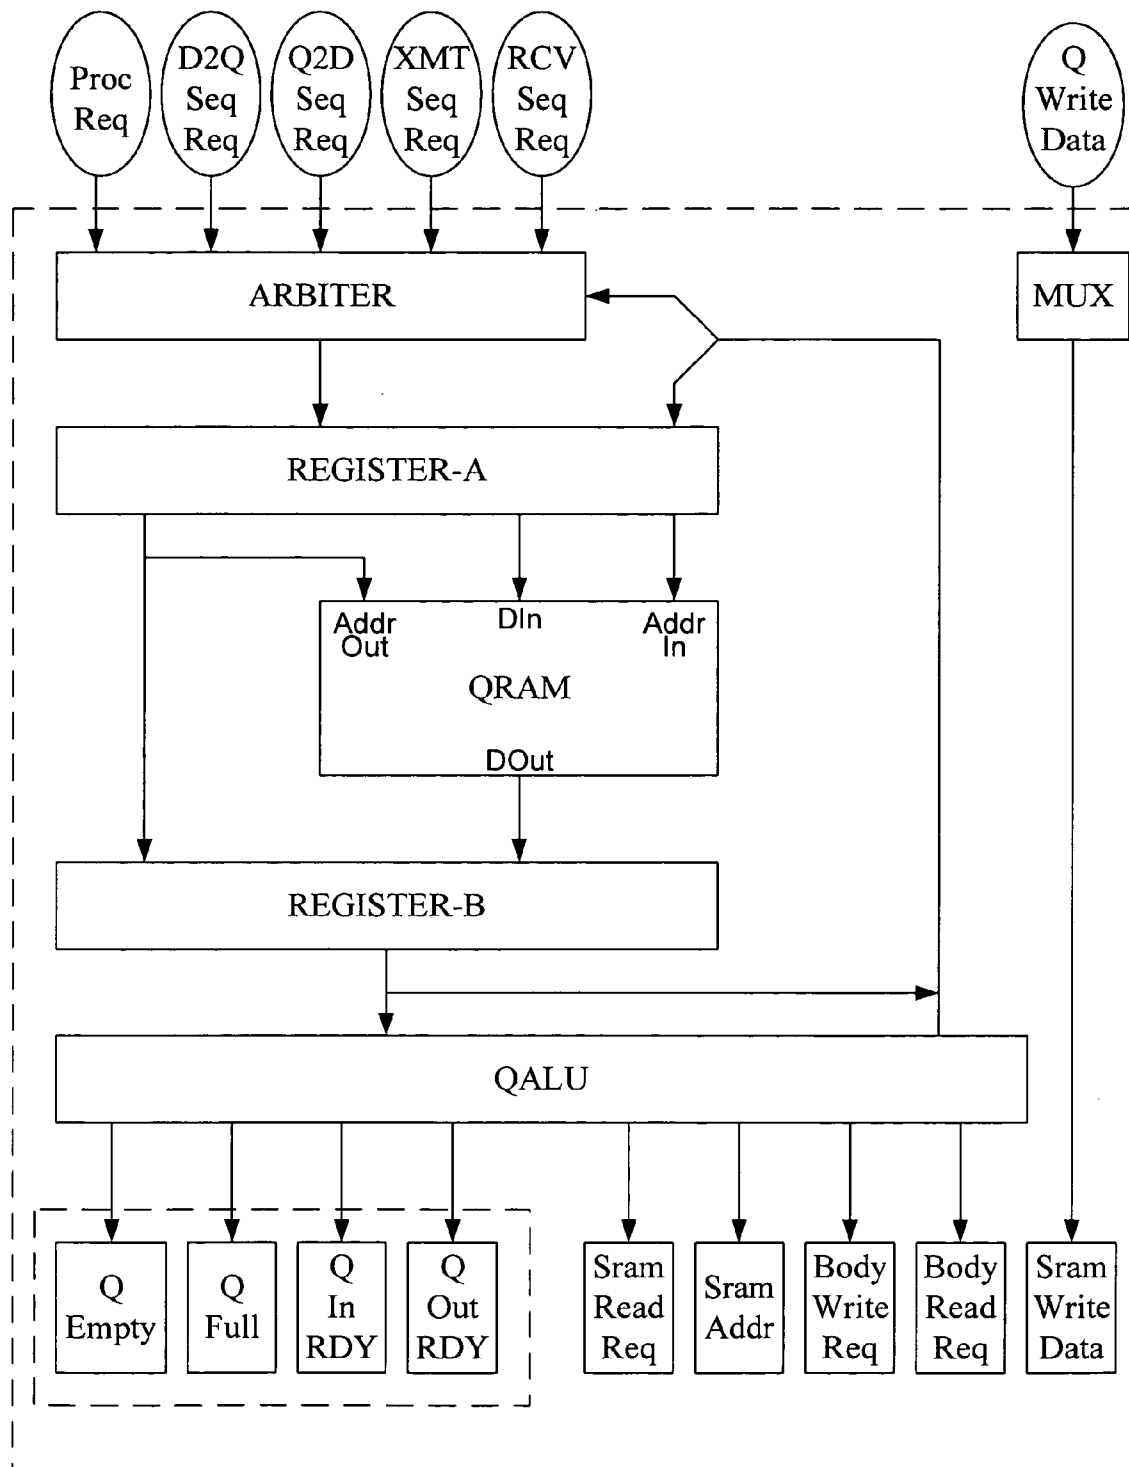 Proc
Req
D2Q
Seq
Req
Q2D
Seq
Req
XMT
Seq
Req
RCV
Seq
Req
Q
Write
Data
ARBITER
MUX
REGISTER-A
Addr
Out
DIn
Addr
In
QRAM
DOut
REGISTER-B
QALU
Q
Empty
Q
Full
Q
In
RDY
Q
Out
RDY
Sram
Read
Req
Sram
Addr
Body
Write
Req
Body
Read
Req
Sram
Write
Data